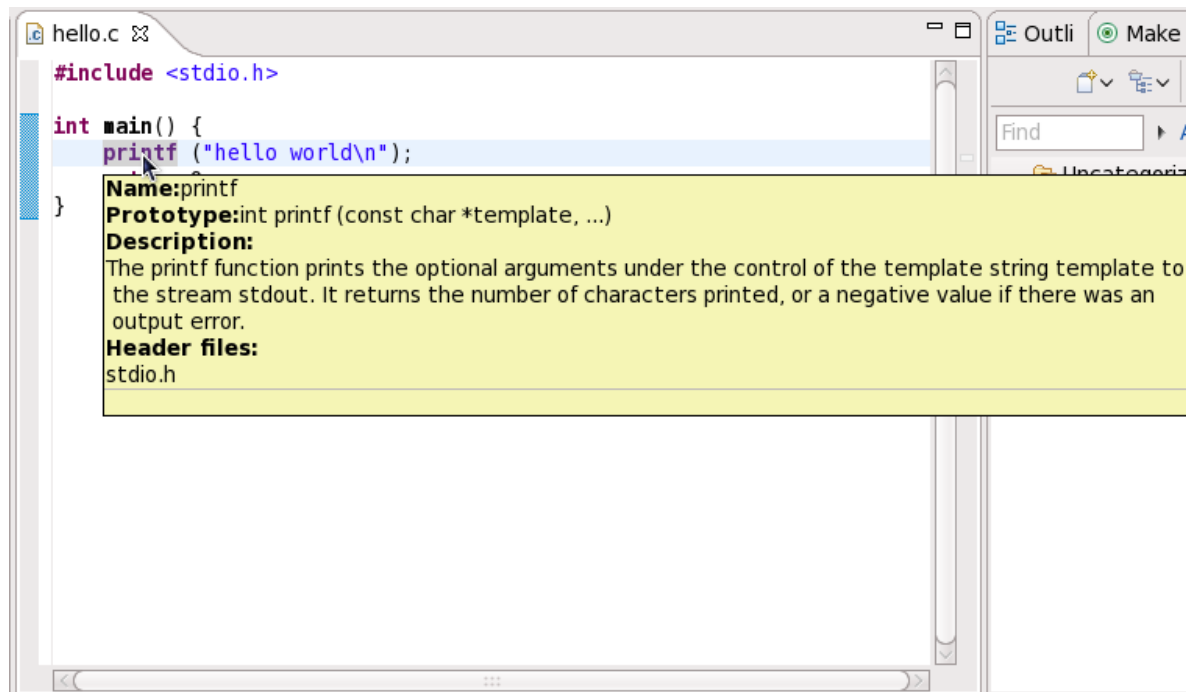 hello.c
Outli
Make
#include <stdio.h>
int main() {
printf ("hello world\n");
}
Find
Name:printf
Prototype:int printf (const char *template, ...)
Description:
The printf function prints the optional arguments under the control of the template string template to
the stream stdout. It returns the number of characters printed, or a negative value if there was an
output error.
Header files:
stdio.h